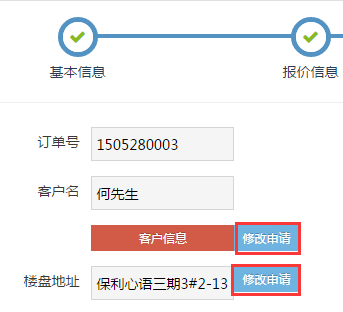 基本信息 报价信息
订单号 1505280003
客户名 何先生
客户信息 修改申请
楼盘地址 保利心语三期3#2-13 修改申请